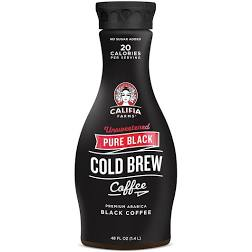 NO SUGAR ADDED
20
CALORIES
PER SERVING
CALIFIA
FARMS
Unsweetened
PURE BLACK
COLD BREW
Coffee
PREMIUM ARABICA
BLACK COFFEE
48 FL OZ (1.4L)